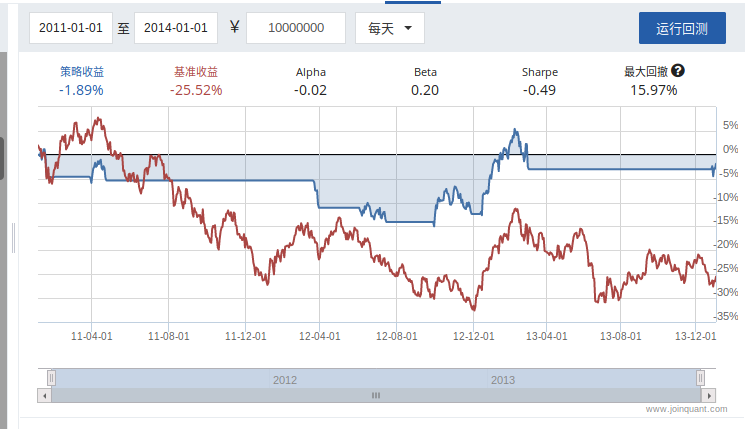 2011-01-01 至 2014-01-01 ¥ 10000000 每天 运行回测
策略收益 基准收益 Alpha Beta Sharpe 最大回撤 ?
-1.89% -25.52% -0.02 0.20 -0.49 15.97%
5%
0%
-5%
-10%
-15%
-20%
-25%
-30%
-35%
11-04-01 11-08-01 11-12-01 12-04-01 12-08-01 12-12-01 13-04-01 13-08-01 13-12-01
2012 2013
www.joinquant.com